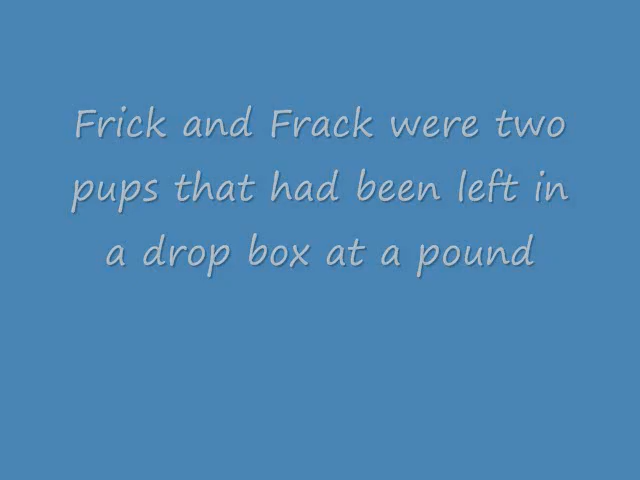 Frick and Frack were two
pups that had been left in
a drop box at a pound